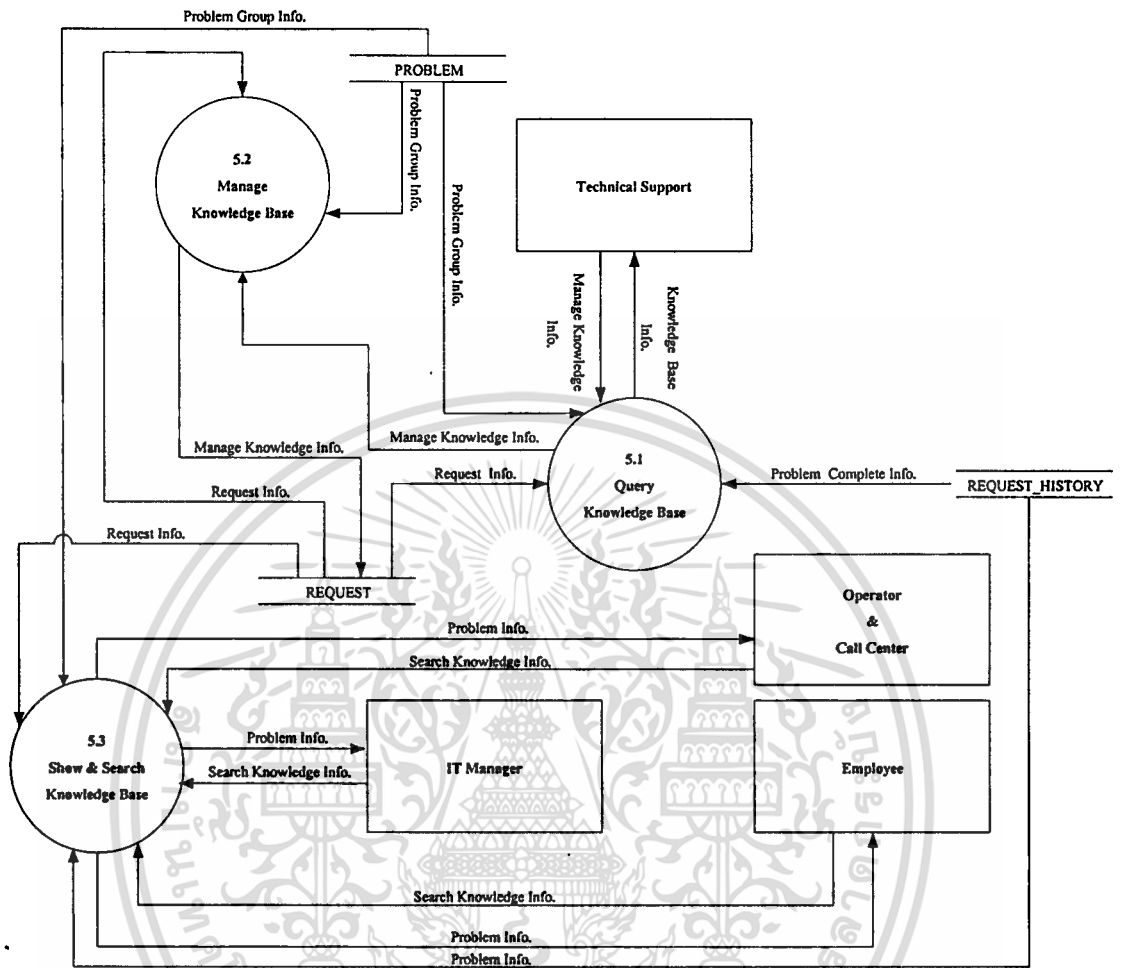 Problem Group Info.
PROBLEM
Problem Group Info.
Problem Group Info.
5.2
Manage
Knowledge Base
Technical Support
Manage Knowledge
Info.
Knowledge Base
Info.
Manage Knowledge Info.
Manage Knowledge Info.
5.1
Query
Knowledge Base
Problem Complete Info.
REQUEST_HISTORY
Request Info.
Request Info.
Request Info.
REQUEST
Operator
&
Call Center
Problem Info.
Search Knowledge Info.
5.3
Show & Search
Knowledge Base
Problem Info.
Search Knowledge Info.
IT Manager
Employee
Search Knowledge Info.
Problem Info.
Problem Info.